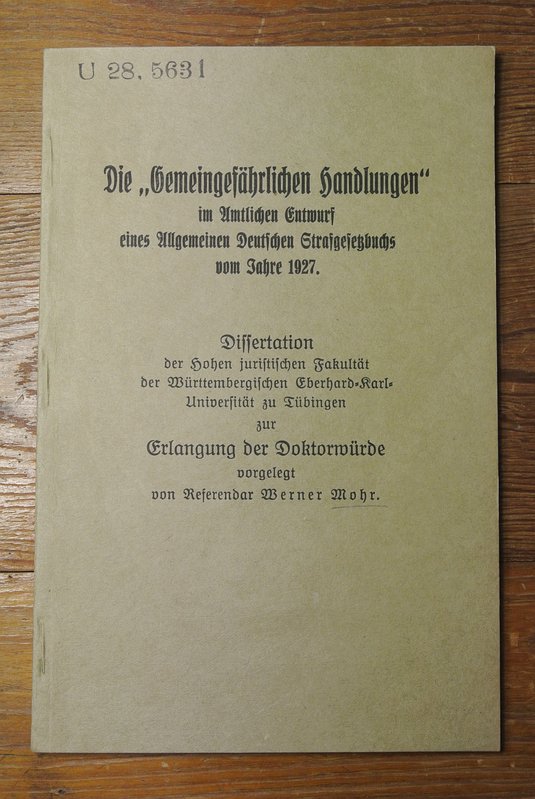 U 28, 5631
Die „Gemeingefährlichen Handlungen“
im Amtlichen Entwurf
eines Allgemeinen Deutschen Strafgesetzbuchs
vom Jahre 1927.
Dissertation
der Hohen juristischen Fakultät
der Württembergischen Eberhard-Karl-
Universität zu Tübingen
zur
Erlangung der Doktorwürde
vorgelegt
von Referendar Werner Mohr.